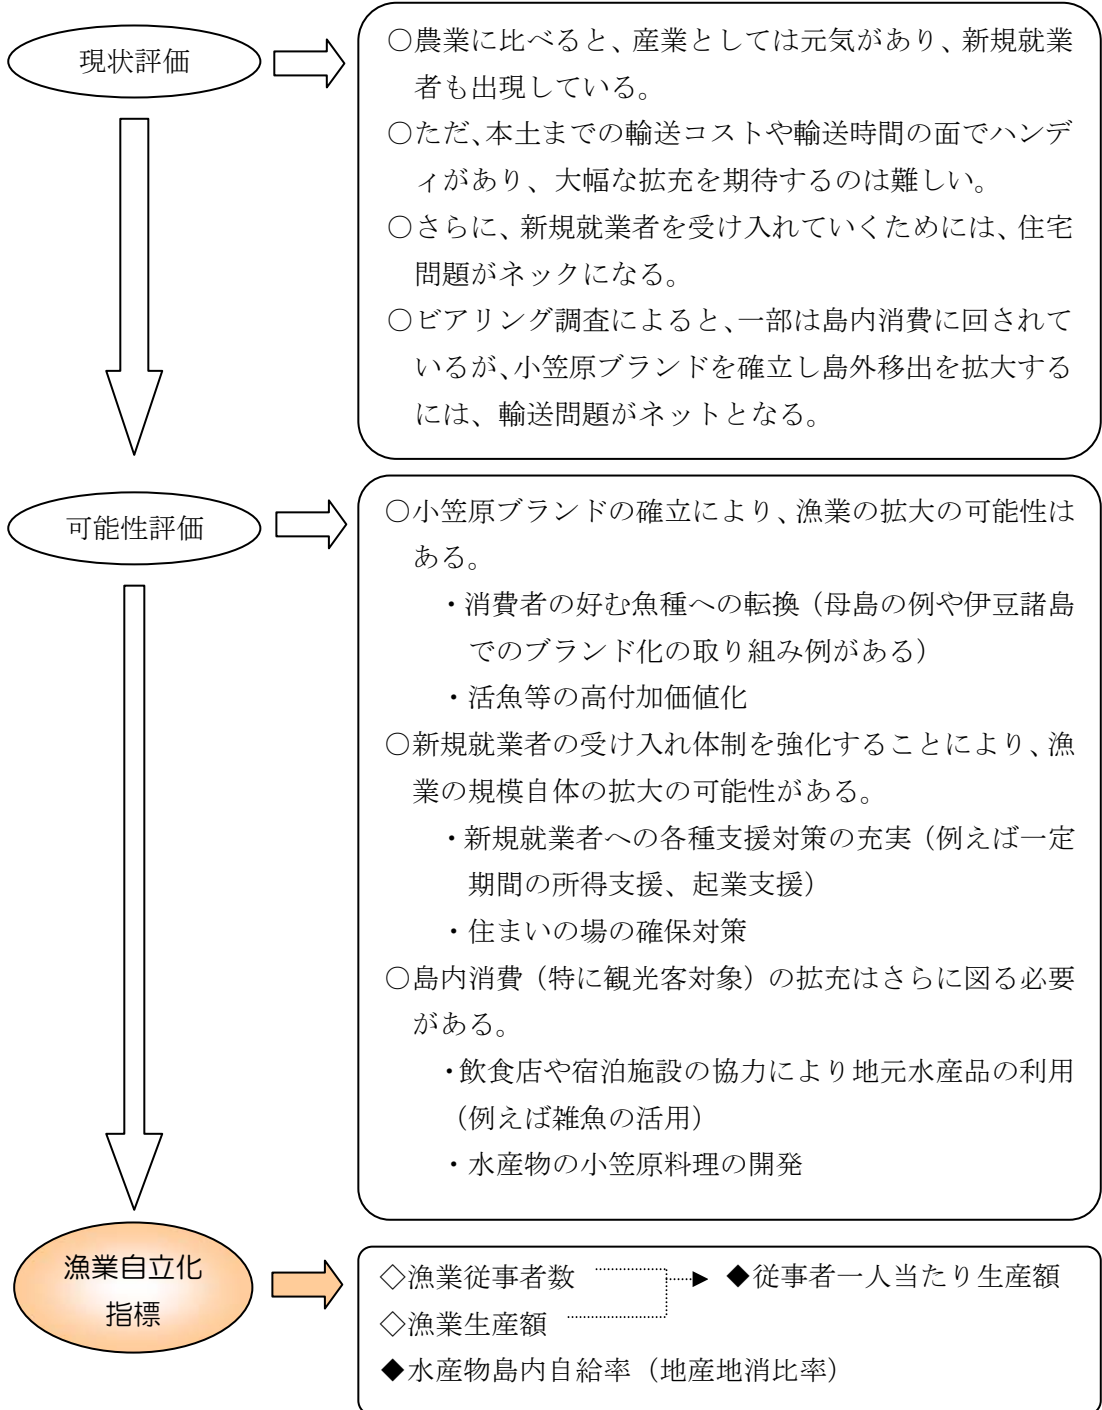 現状評価
○農業に比べると、産業としては元気があり、新規就業
者も出現している。
○ただ、本土までの輸送コストや輸送時間の面でハンデ
ィがあり、大幅な拡充を期待するのは難しい。
○さらに、新規就業者を受け入れていくためには、住宅
問題がネックになる。
○ビアリング調査によると、一部は島内消費に回されて
いるが、小笠原ブランドを確立し島外移出を拡大する
には、輸送問題がネットとなる。
可能性評価
○小笠原ブランドの確立により、漁業の拡大の可能性は
ある。
・消費者の好む魚種への転換（母島の例や伊豆諸島
でのブランド化の取り組み例がある）
・活魚等の高付加価値化
○新規就業者の受け入れ体制を強化することにより、漁
業の規模自体の拡大の可能性がある。
・新規就業者への各種支援対策の充実（例えば一定
期間の所得支援、起業支援）
・住まいの場の確保対策
○島内消費（特に観光客対象）の拡充はさらに図る必要
がある。
・飲食店や宿泊施設の協力により地元水産品の利用
（例えば雑魚の活用）
・水産物の小笠原料理の開発
漁業自立化
指標
◇漁業従事者数 ◆従事者一人当たり生産額
◇漁業生産額
◆水産物島内自給率（地産地消比率）